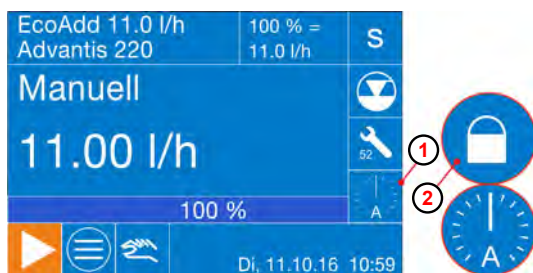 EcoAdd 11.0 l/h
Advantis 220
100 % =
11.0 l/h
S
Manuell
11.00 l/h
52
1
2
A
A
100 %
Di, 11.10.16 10:59